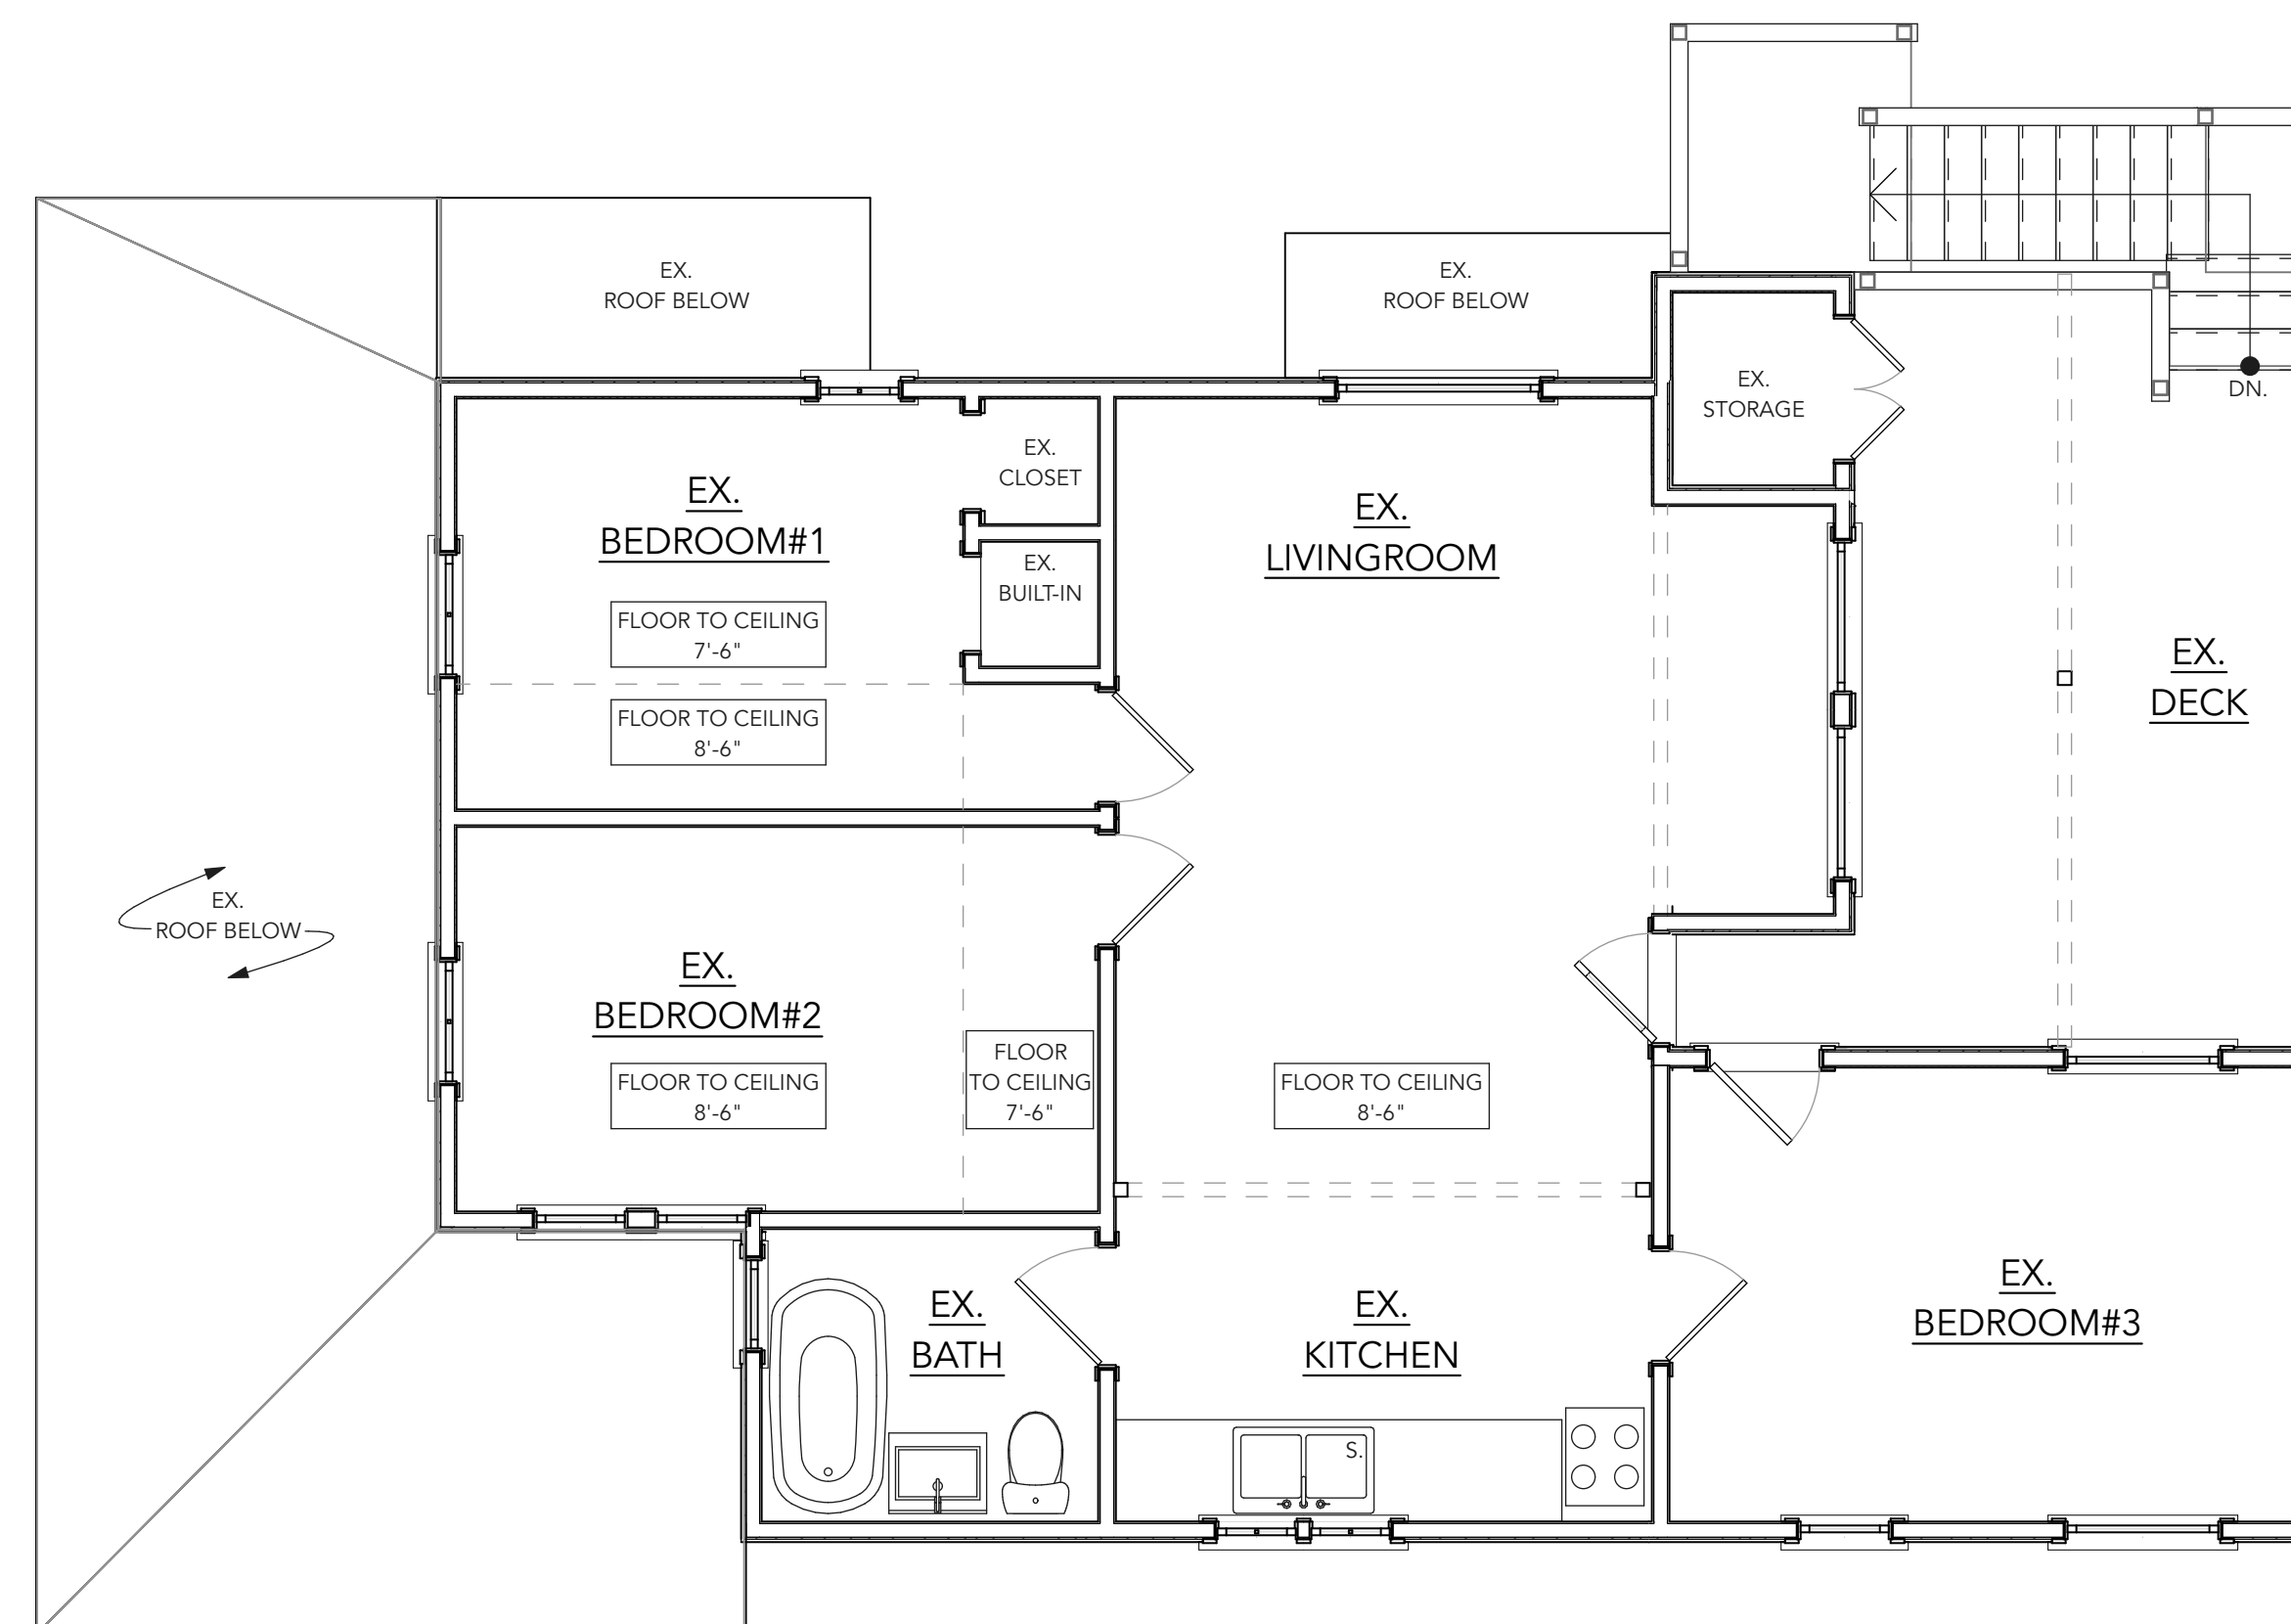 EX.
ROOF BELOW
EX.
ROOF BELOW
EX.
STORAGE
DN.
EX.
CLOSET
EX.
BEDROOM#1
EX.
LIVINGROOM
EX.
BUILT-IN
FLOOR TO CEILING
7'-6"
EX.
DECK
FLOOR TO CEILING
8'-6"
EX.
ROOF BELOW
EX.
BEDROOM#2
FLOOR TO CEILING
8'-6"
FLOOR
TO CEILING
7'-6"
FLOOR TO CEILING
8'-6"
EX.
BATH
EX.
KITCHEN
EX.
BEDROOM#3
S.